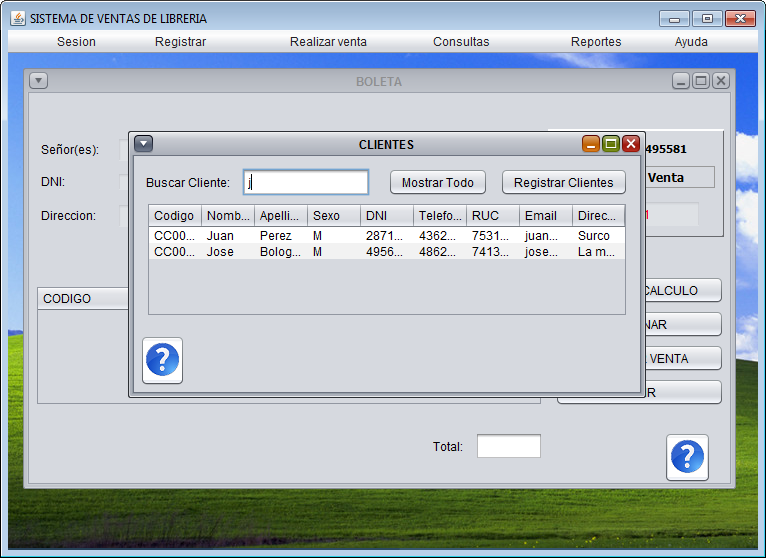 SISTEMA DE VENTAS DE LIBRERIA
Sesion Registrar Realizar venta Consultas Reportes Ayuda
BOLETA
CLIENTES
Señor(es):
495581
Buscar Cliente: j Mostrar Todo Registrar Clientes
DNI:
Venta
Direccion:
Codigo Nomb... Apelli... Sexo DNI Telefo... RUC Email Direc...
CC00... Juan Perez M 2871... 4362... 7531... juan... Surco
CC00... Jose Bolog... M 4956... 4862... 7413... jose... La m...
CODIGO
CALCULO
NAR
VENTA
R
Total: